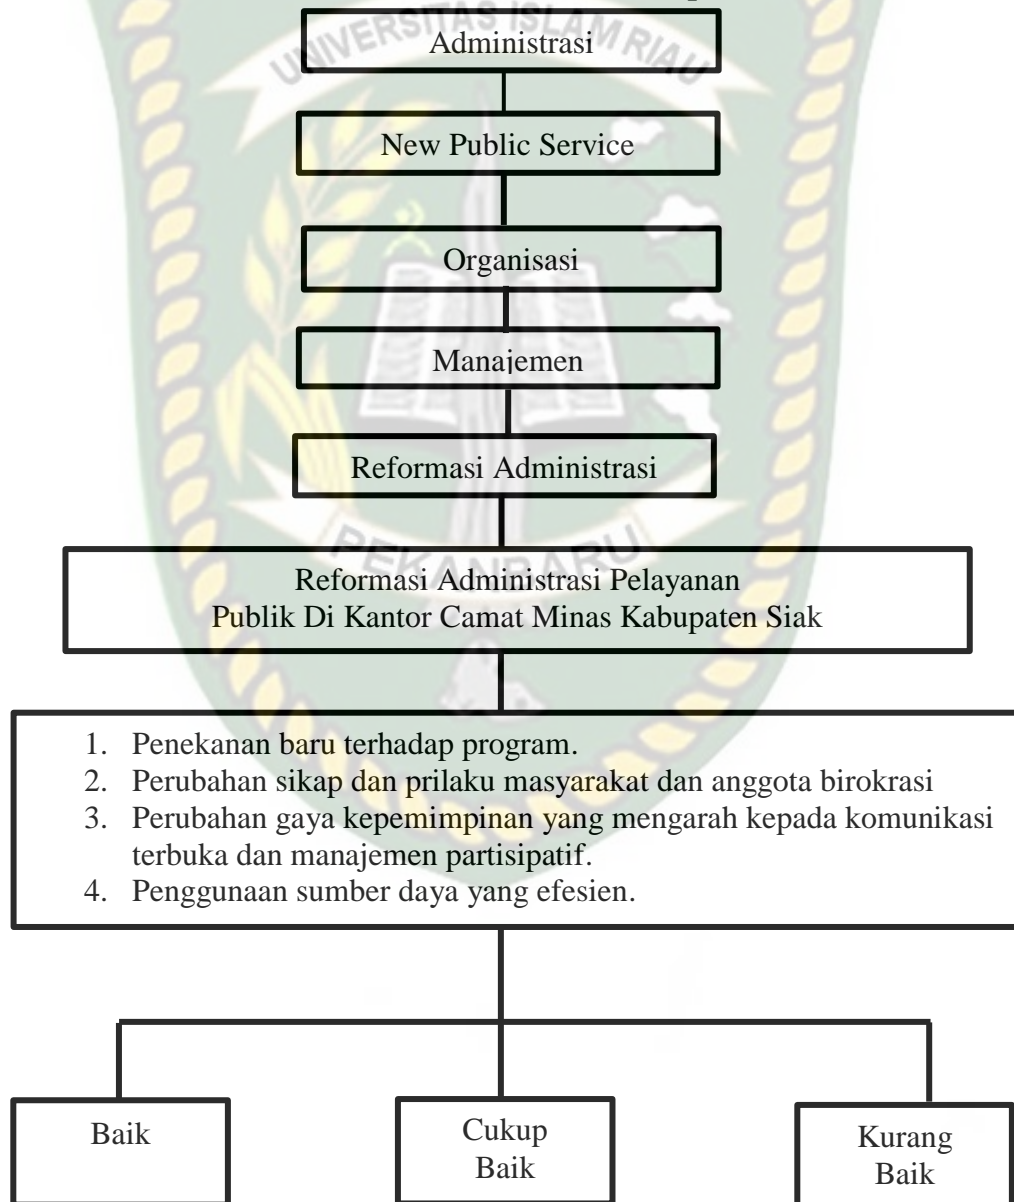 UNIVERSITAS ISLAM RIAU
Administrasi
New Public Service
Organisasi
Manajemen
Reformasi Administrasi
PEKANBARU
Reformasi Administrasi Pelayanan
Publik Di Kantor Camat Minas Kabupaten Siak
1. Penekanan baru terhadap program.
2. Perubahan sikap dan prilaku masyarakat dan anggota birokrasi
3. Perubahan gaya kepemimpinan yang mengarah kepada komunikasi
terbuka dan manajemen partisipatif.
4. Penggunaan sumber daya yang efesien.
Baik
Cukup
Baik
Kurang
Baik